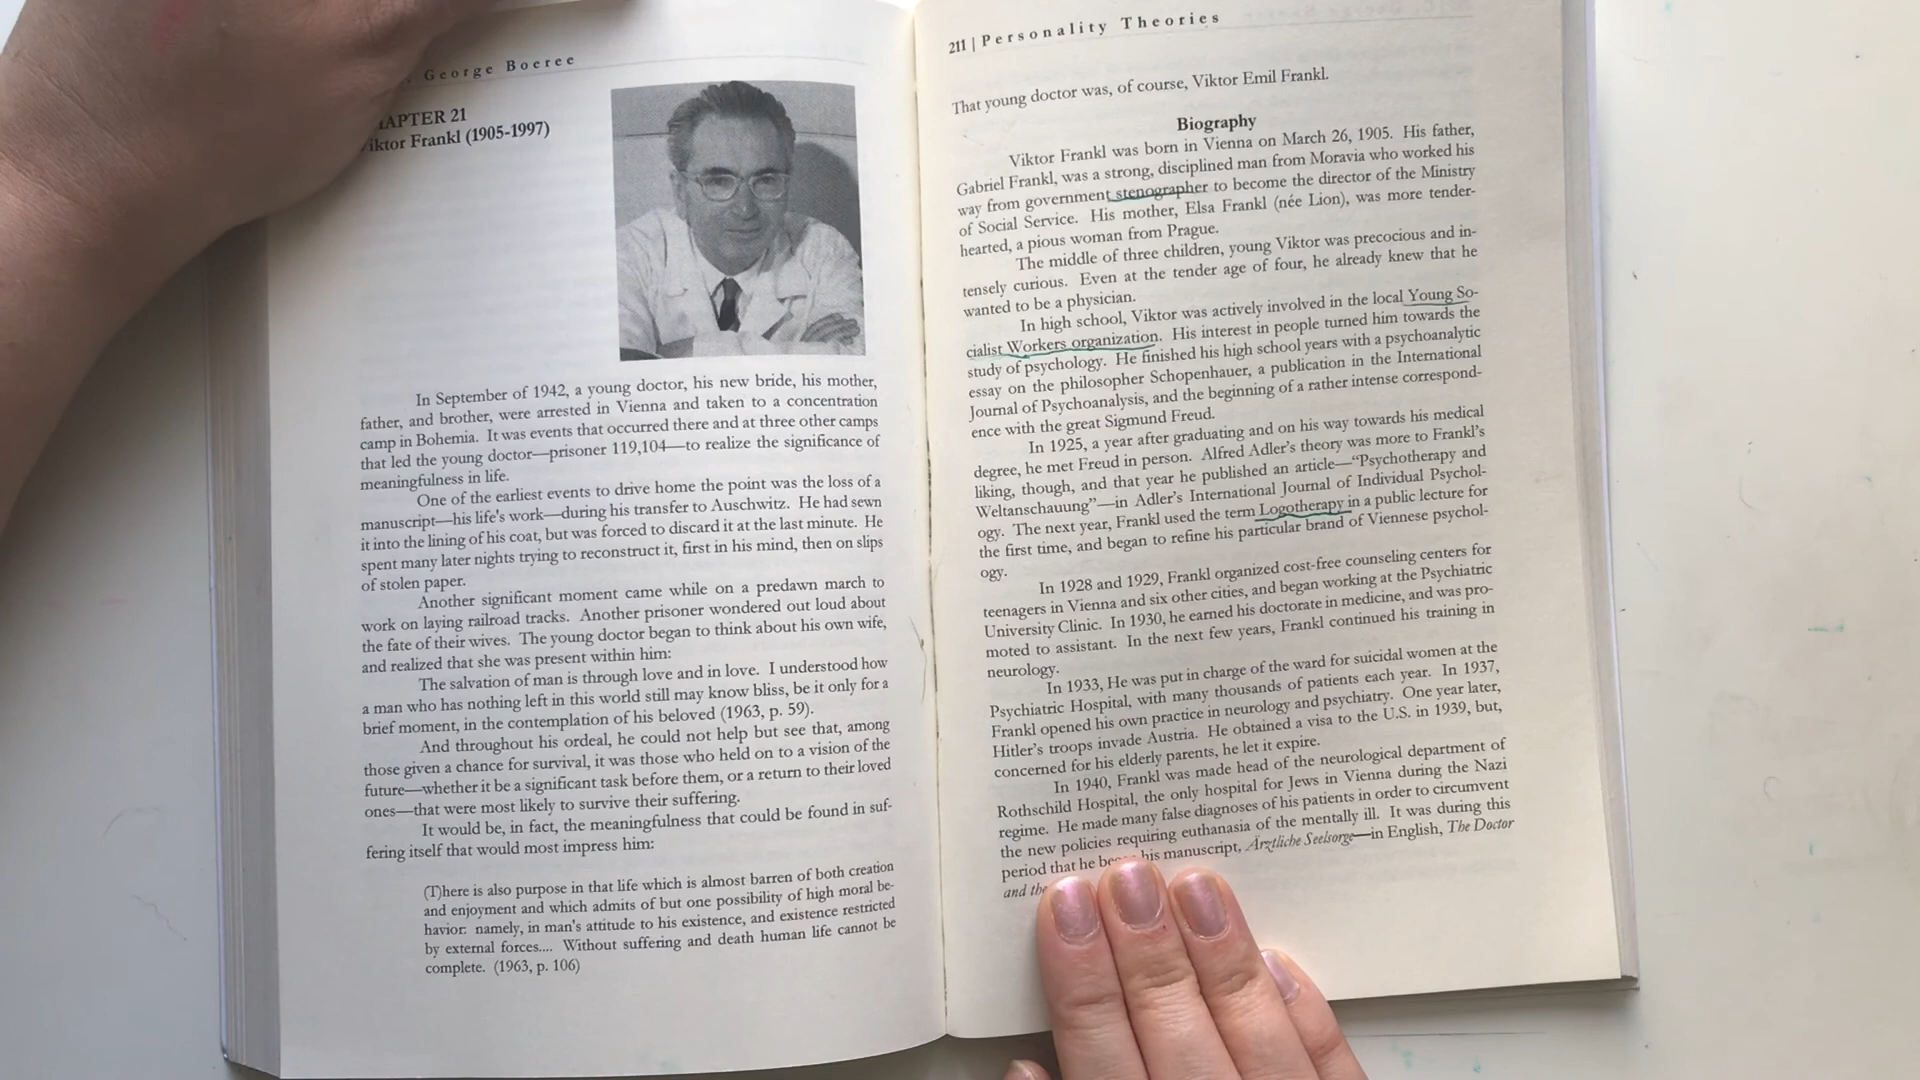 George Boeree
APTER 21
iktor Frankl (1905-1997)
In September of 1942, a young doctor, his new bride, his mother,
father, and brother, were arrested in Vienna and taken to a concentration
camp in Bohemia. It was events that occurred there and at three other camps
that led the young doctor—prisoner 119,104—to realize the significance of
meaningfulness in life.
One of the earliest events to drive home the point was the loss of a
manuscript—his life's work—during his transfer to Auschwitz. He had sewn
it into the lining of his coat, but was forced to discard it at the last minute. He
spent many later nights trying to reconstruct it, first in his mind, then on slips
of stolen paper.
Another significant moment came while on a predawn march to
work on laying railroad tracks. Another prisoner wondered out loud about
the fate of their wives. The young doctor began to think about his own wife,
and realized that she was present within him:
The salvation of man is through love and in love. I understood how
a man who has nothing left in this world still may know bliss, be it only for a
brief moment, in the contemplation of his beloved (1963, p. 59).
And throughout his ordeal, he could not help but see that, among
those given a chance for survival, it was those who held on to a vision of the
future—whether it be a significant task before them, or a return to their loved
ones—that were most likely to survive their suffering.
It would be, in fact, the meaningfulness that could be found in suf-
fering itself that would most impress him:
(T)here is also purpose in that life which is almost barren of both creation
and enjoyment and which admits of but one possibility of high moral be-
havior: namely, in man's attitude to his existence, and existence restricted
by external forces.... Without suffering and death human life cannot be
complete. (1963, p. 106)
211 | Personality Theories
That young doctor was, of course, Viktor Emil Frankl.
Biography
Viktor Frankl was born in Vienna on March 26, 1905. His father,
Gabriel Frankl, was a strong, disciplined man from Moravia who worked his
way from government stenographer to become the director of the Ministry
of Social Service. His mother, Elsa Frankl (née Lion), was more tender-
hearted, a pious woman from Prague.
The middle of three children, young Viktor was precocious and in-
tensely curious. Even at the tender age of four, he already knew that he
wanted to be a physician.
In high school, Viktor was actively involved in the local Young So-
cialist Workers organization. His interest in people turned him towards the
study of psychology. He finished his high school years with a psychoanalytic
essay on the philosopher Schopenhauer, a publication in the International
Journal of Psychoanalysis, and the beginning of a rather intense correspond-
ence with the great Sigmund Freud.
In 1925, a year after graduating and on his way towards his medical
degree, he met Freud in person. Alfred Adler's theory was more to Frankl's
liking, though, and that year he published an article—“Psychotherapy and
Weltanschauung”—in Adler's International Journal of Individual Psychol-
ogy. The next year, Frankl used the term Logotherapy in a public lecture for
the first time, and began to refine his particular brand of Viennese psychol-
ogy.
In 1928 and 1929, Frankl organized cost-free counseling centers for
teenagers in Vienna and six other cities, and began working at the Psychiatric
University Clinic. In 1930, he earned his doctorate in medicine, and was pro-
moted to assistant. In the next few years, Frankl continued his training in
neurology.
In 1933, He was put in charge of the ward for suicidal women at the
Psychiatric Hospital, with many thousands of patients each year. In 1937,
Frankl opened his own practice in neurology and psychiatry. One year later,
Hitler's troops invade Austria. He obtained a visa to the U.S. in 1939, but,
concerned for his elderly parents, he let it expire.
In 1940, Frankl was made head of the neurological department of
Rothschild Hospital, the only hospital for Jews in Vienna during the Nazi
regime. He made many false diagnoses of his patients in order to circumvent
the new policies requiring euthanasia of the mentally ill. It was during this
period that he his manuscript, Ärztliche Seelsorge—in English, The Doctor
and the